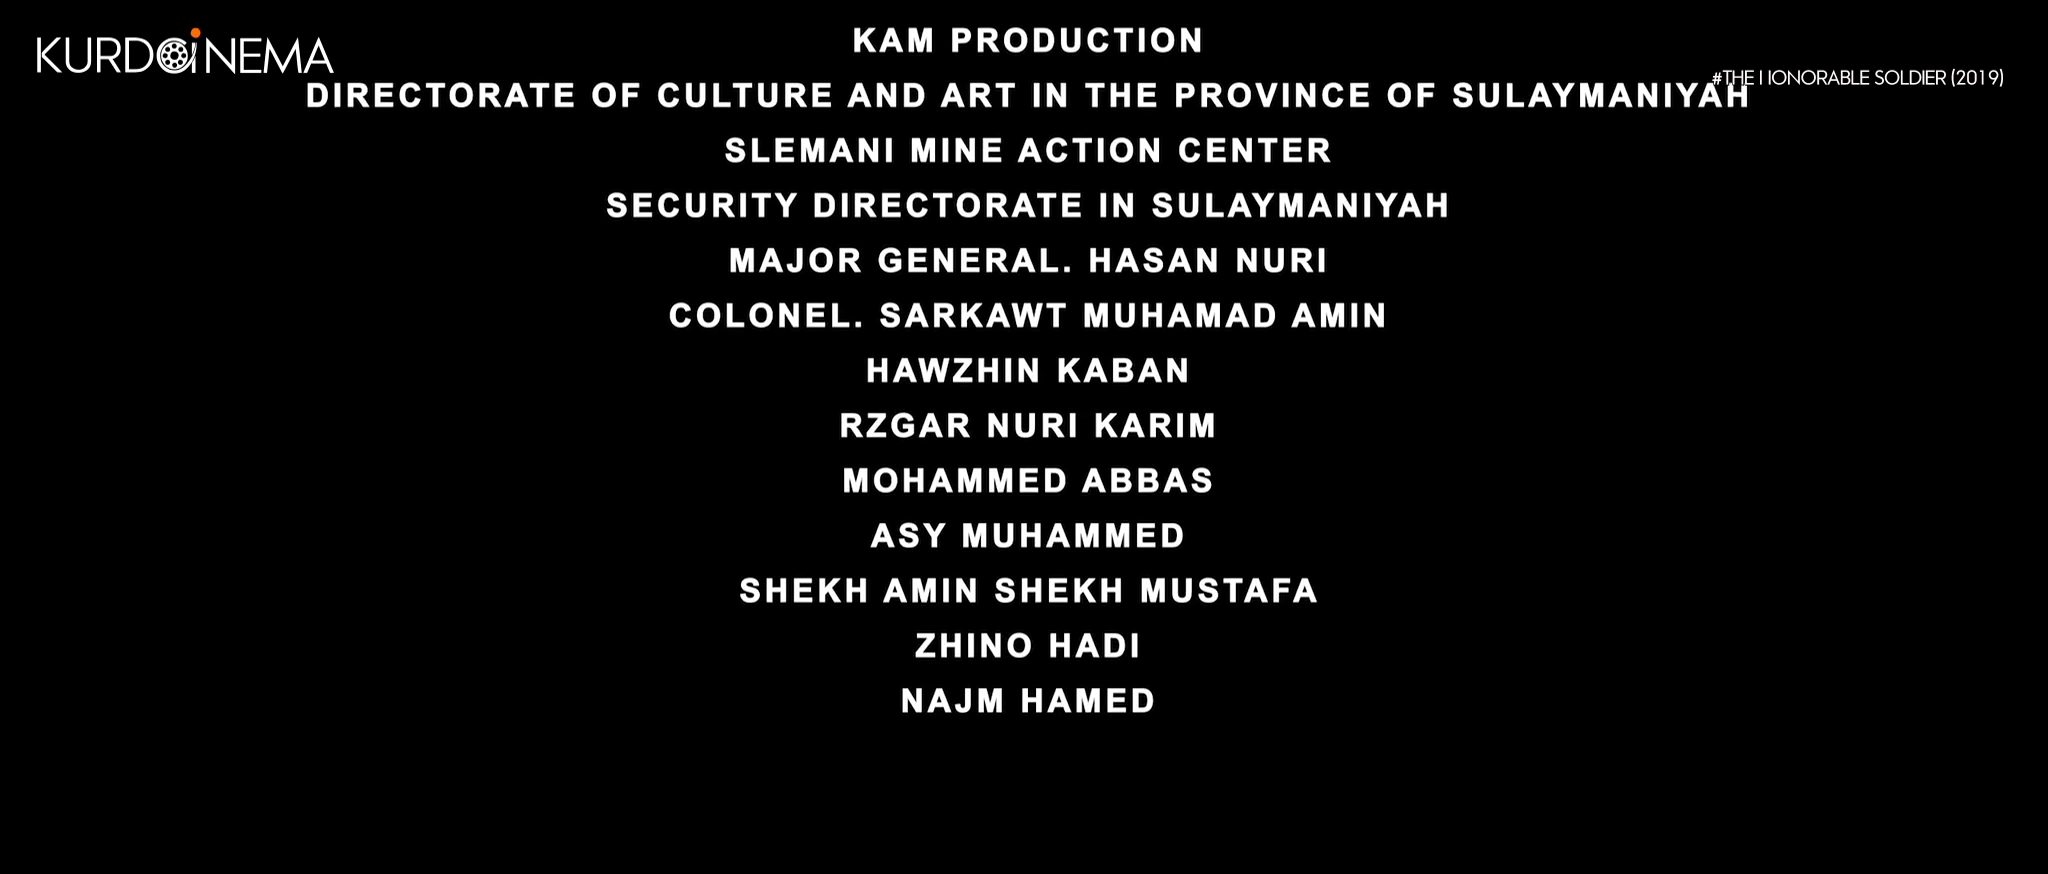 KURDCINEMA
KAM PRODUCTION
#THE HONORABLE SOLDIER (2019)
DIRECTORATE OF CULTURE AND ART IN THE PROVINCE OF SULAYMANIYAH
SLEMANI MINE ACTION CENTER
SECURITY DIRECTORATE IN SULAYMANIYAH
MAJOR GENERAL. HASAN NURI
COLONEL. SARKAWT MUHAMAD AMIN
HAWZHIN KABAN
RZGAR NURI KARIM
MOHAMMED ABBAS
ASY MUHAMMED
SHEKH AMIN SHEKH MUSTAFA
ZHINO HADI
NAJM HAMED